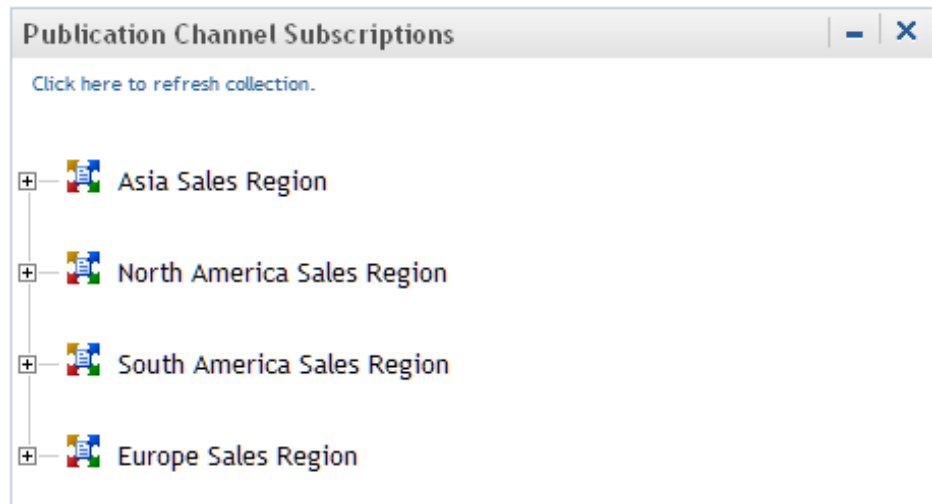 Publication Channel Subscriptions
Click here to refresh collection.
Asia Sales Region
North America Sales Region
South America Sales Region
Europe Sales Region